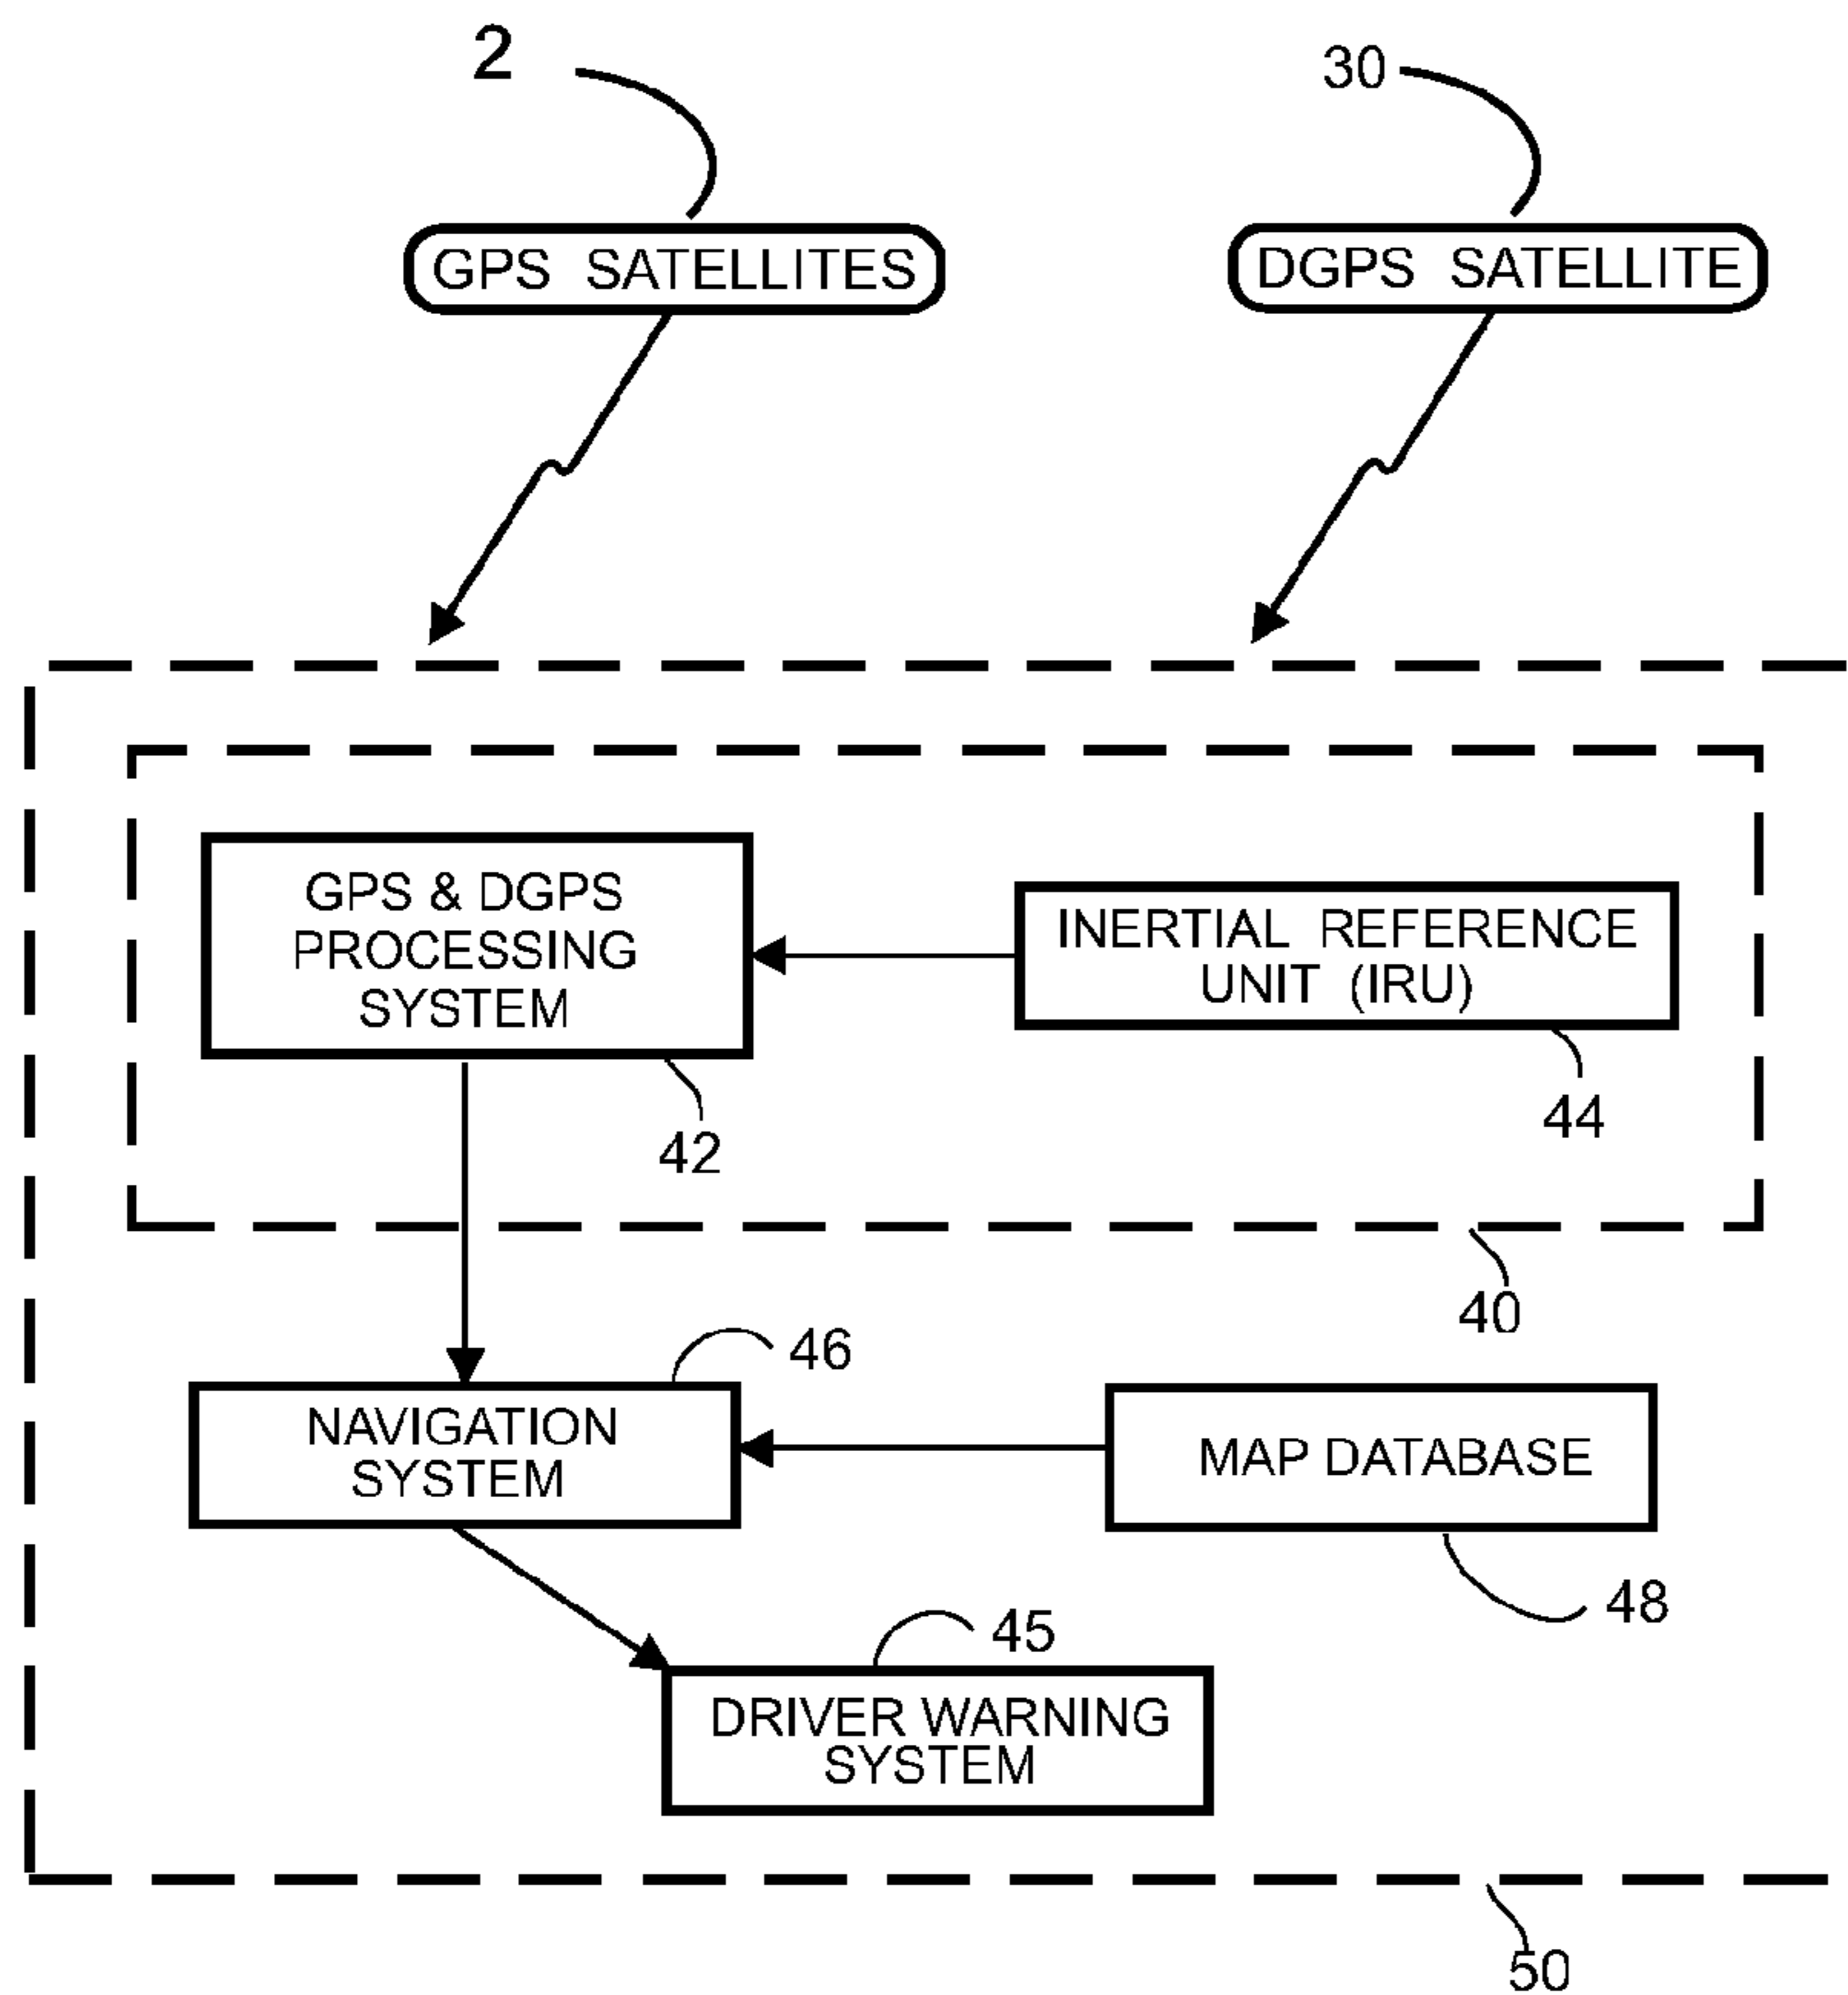 2
30
GPS SATELLITES
DGPS SATELLITE
GPS & DGPS
PROCESSING
SYSTEM
INERTIAL REFERENCE
UNIT (IRU)
42
44
40
46
NAVIGATION
SYSTEM
MAP DATABASE
48
45
DRIVER WARNING
SYSTEM
50